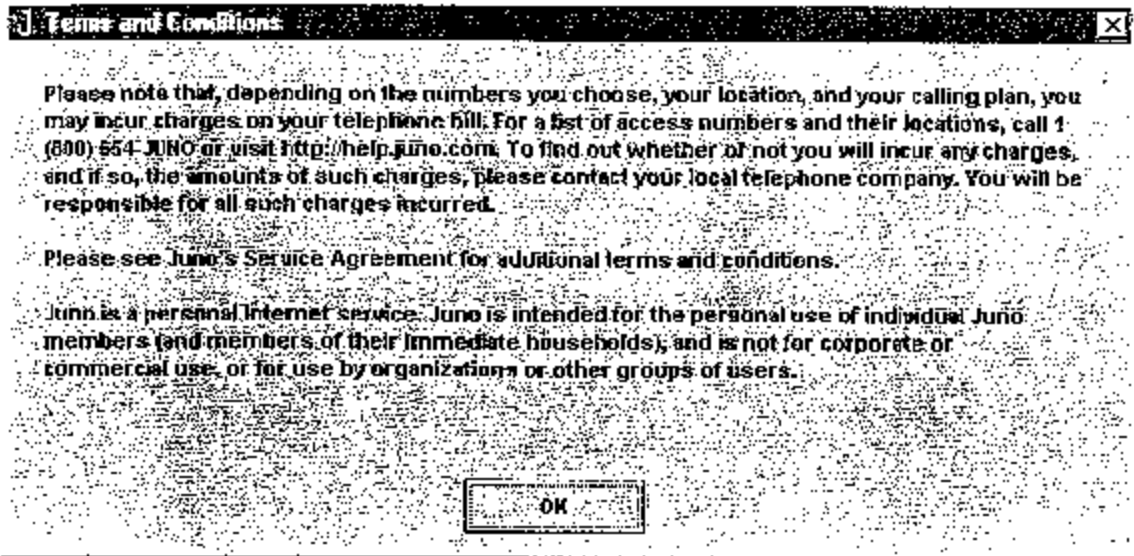 Terms and Conditions
Please note that, depending on the numbers you choose, your location, and your calling plan, you
may incur charges on your telephone bill. For a list of access numbers and their locations, call 1
(800) 654-JUNO or visit http://help.juno.com. To find out whether or not you will incur any charges,
and if so, the amounts of such charges, please contact your local telephone company. You will be
responsible for all such charges incurred.
Please see Juno's Service Agreement for additional terms and conditions.
Juno is a personal Internet service. Juno is intended for the personal use of individual Juno
members (and members of their immediate households), and is not for corporate or
commercial use, or for use by organizations or other groups of users.
OK